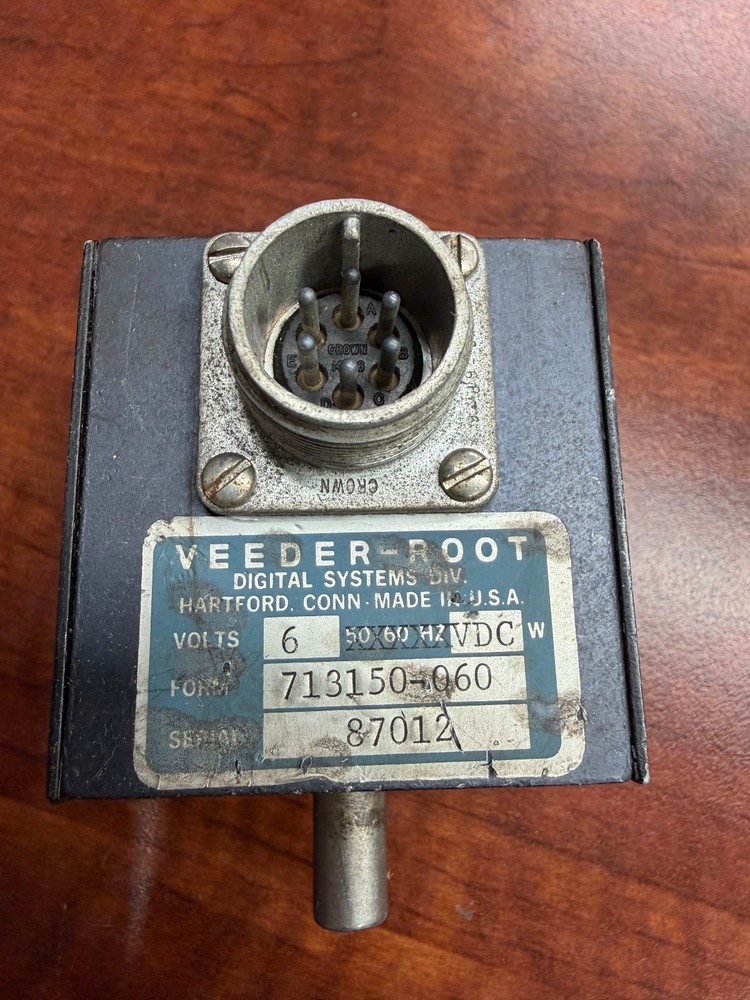 A
B
C
D
E
CROWN
CROWN
VEEDER-ROOT
DIGITAL SYSTEMS DIV.
HARTFORD, CONN-MADE IN U.S.A.
VOLTS 6 50/60 HZ VDC W
FORM 713150-060
SERIAL 87012